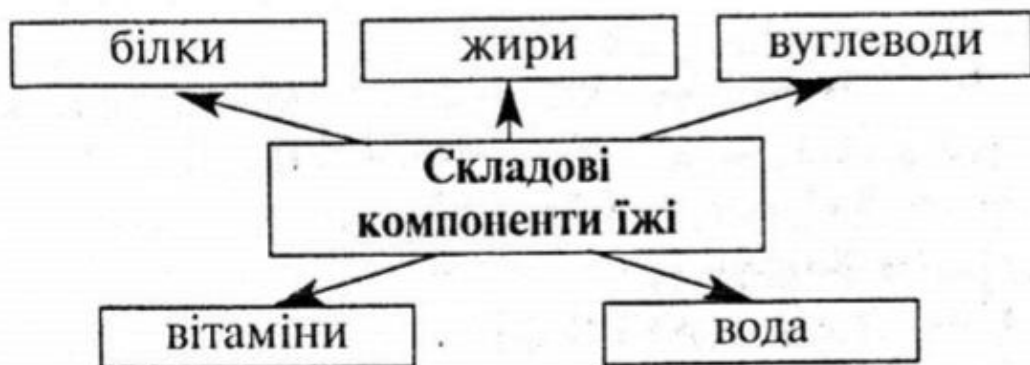 білки
жири
вуглеводи
Складові
компоненти їжі
вітаміни
вода